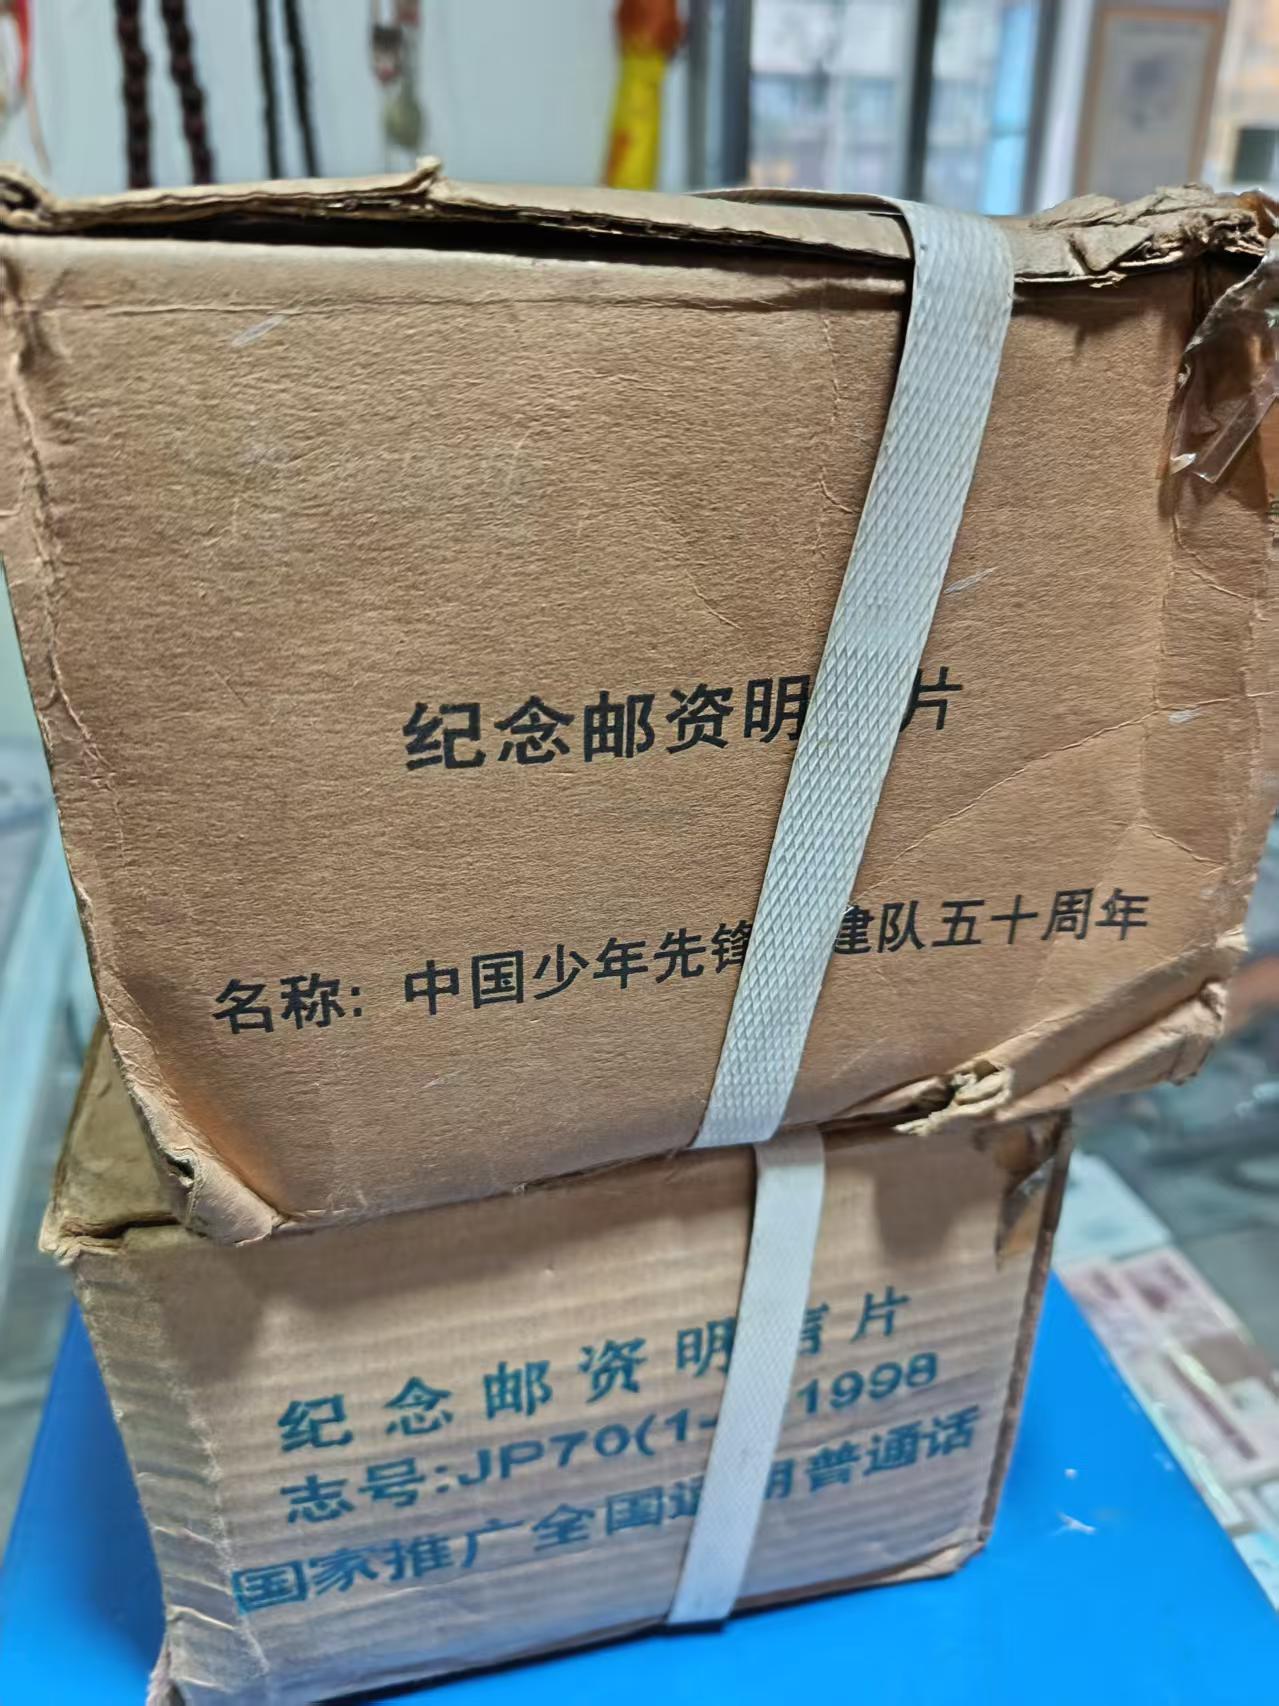 纪念邮资明 片
名称：中国少年先锋 建队五十周年
纪念邮资明信片
志号:JP70(1- 1998
国家推广全国通用普通话